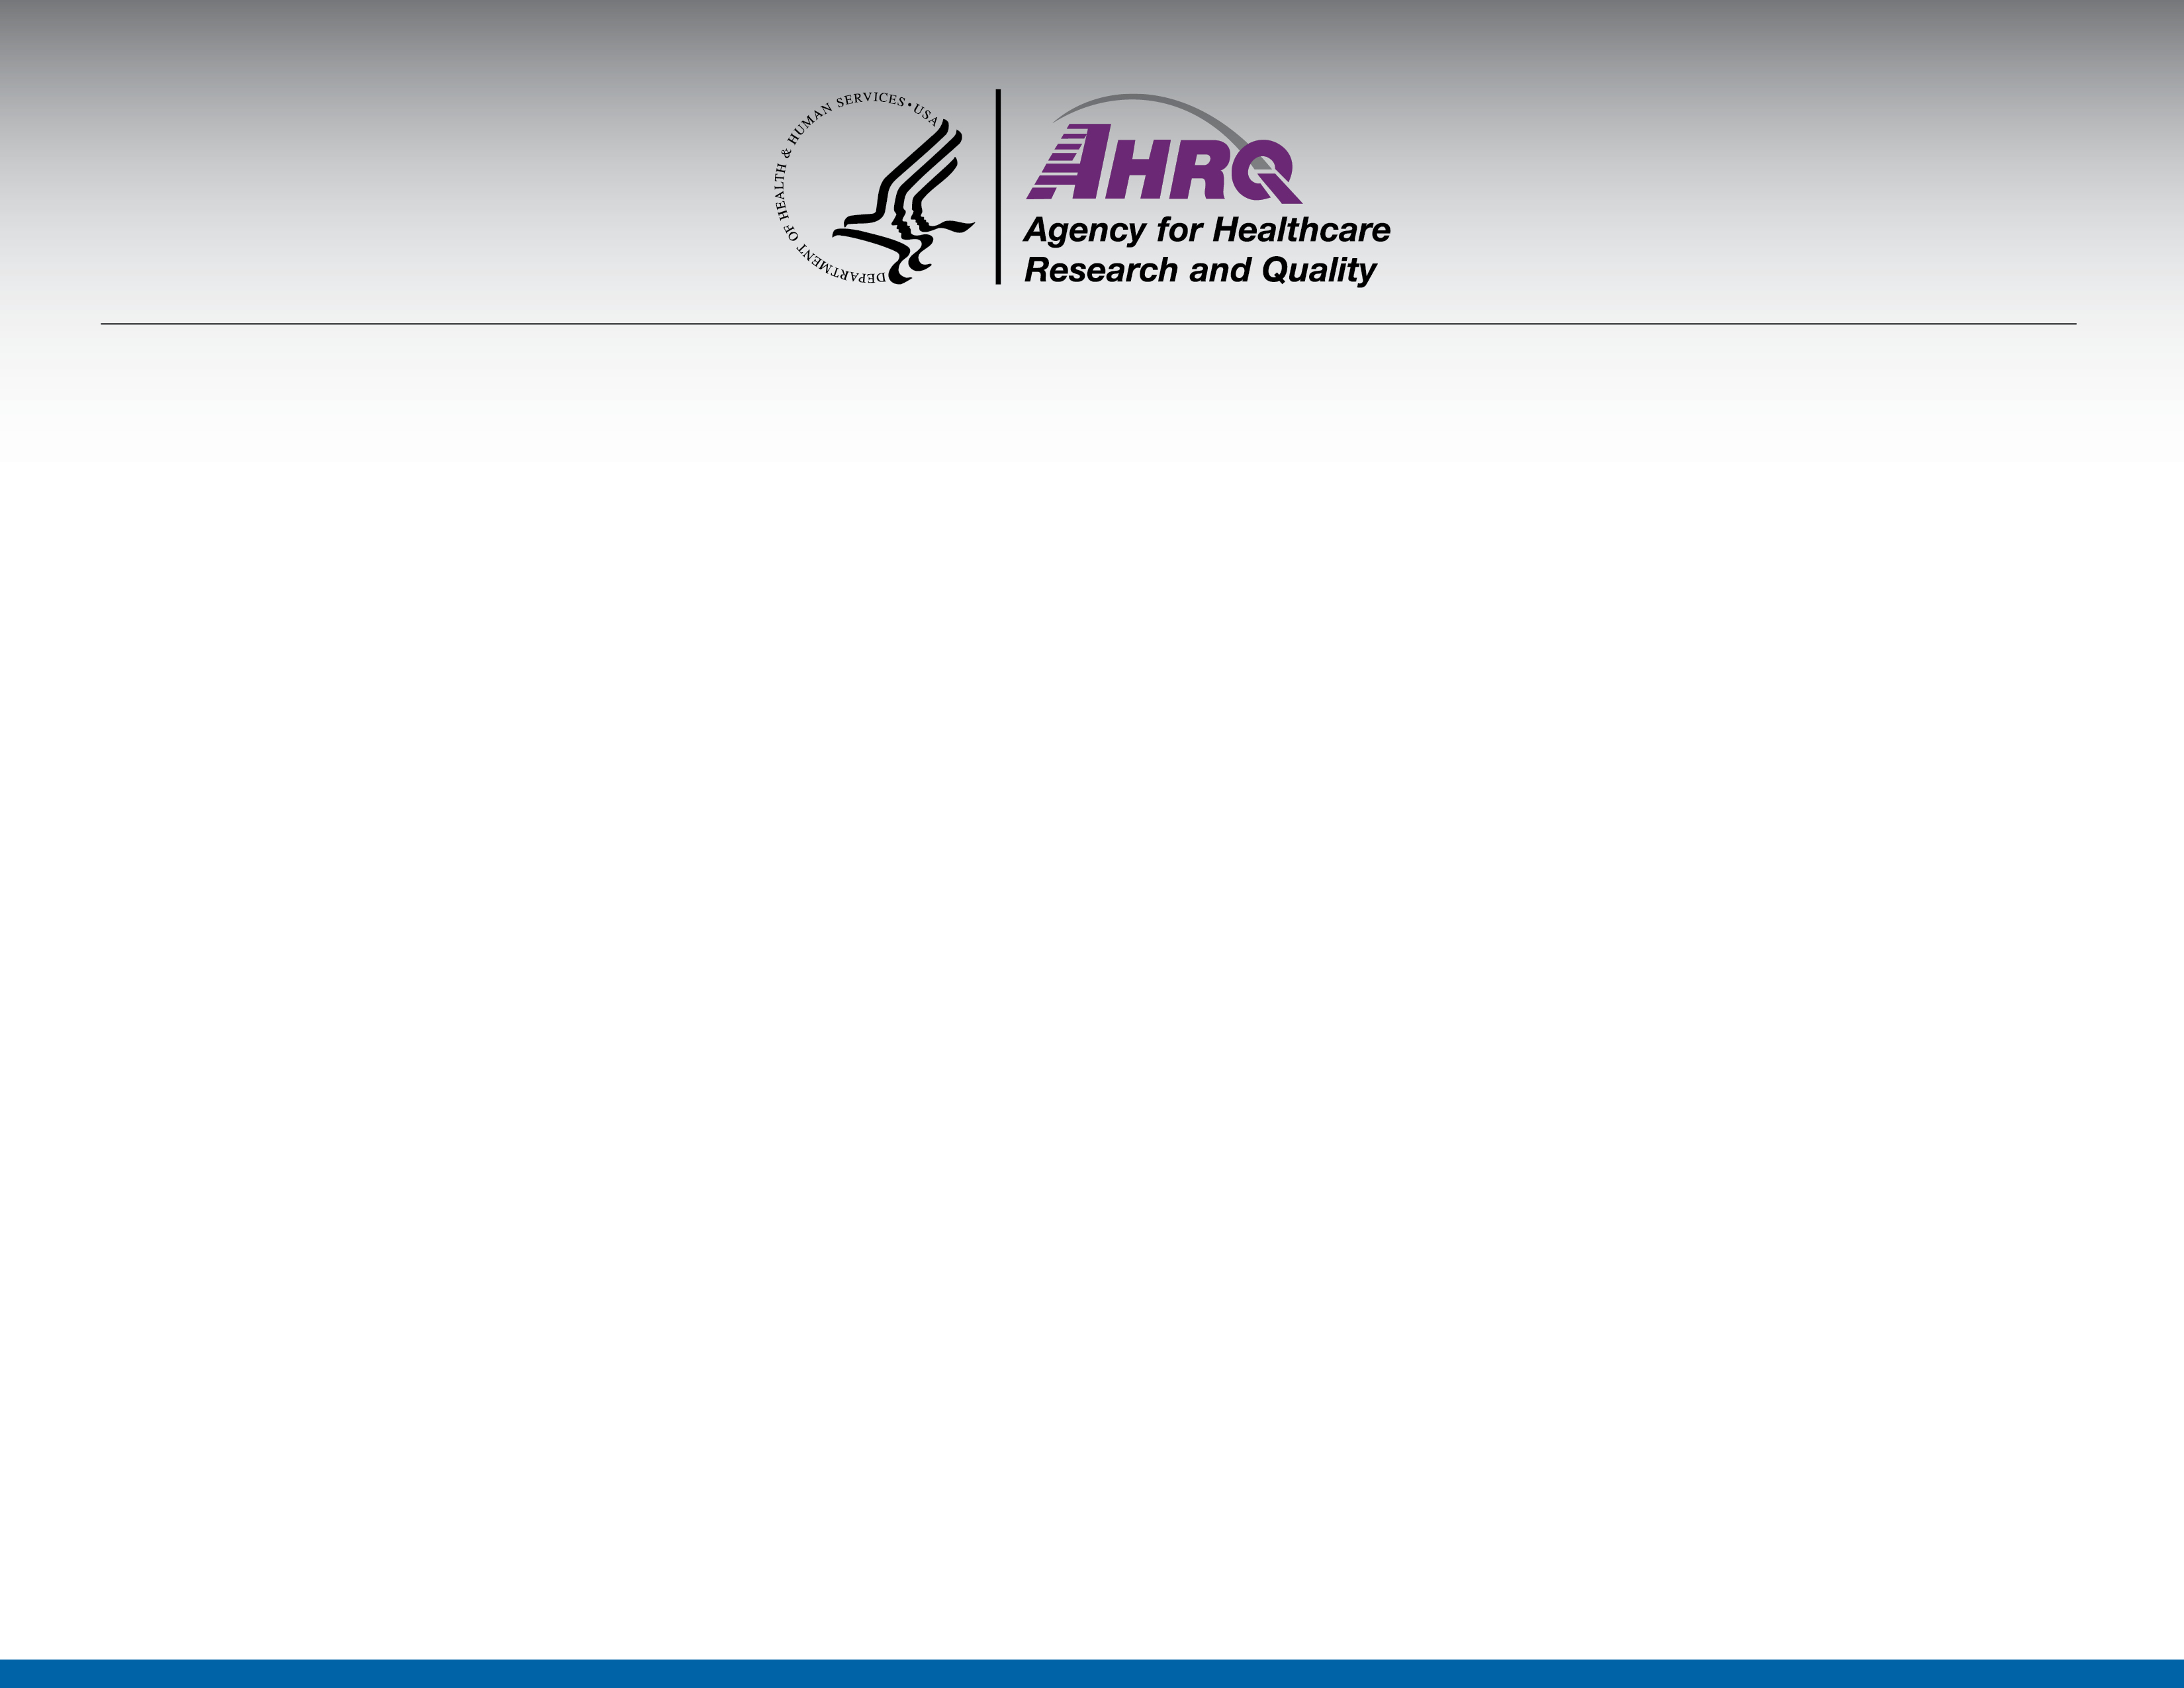 DEPARTMENT OF HEALTH & HUMAN SERVICES • USA
AHRQ
Agency for Healthcare
Research and Quality